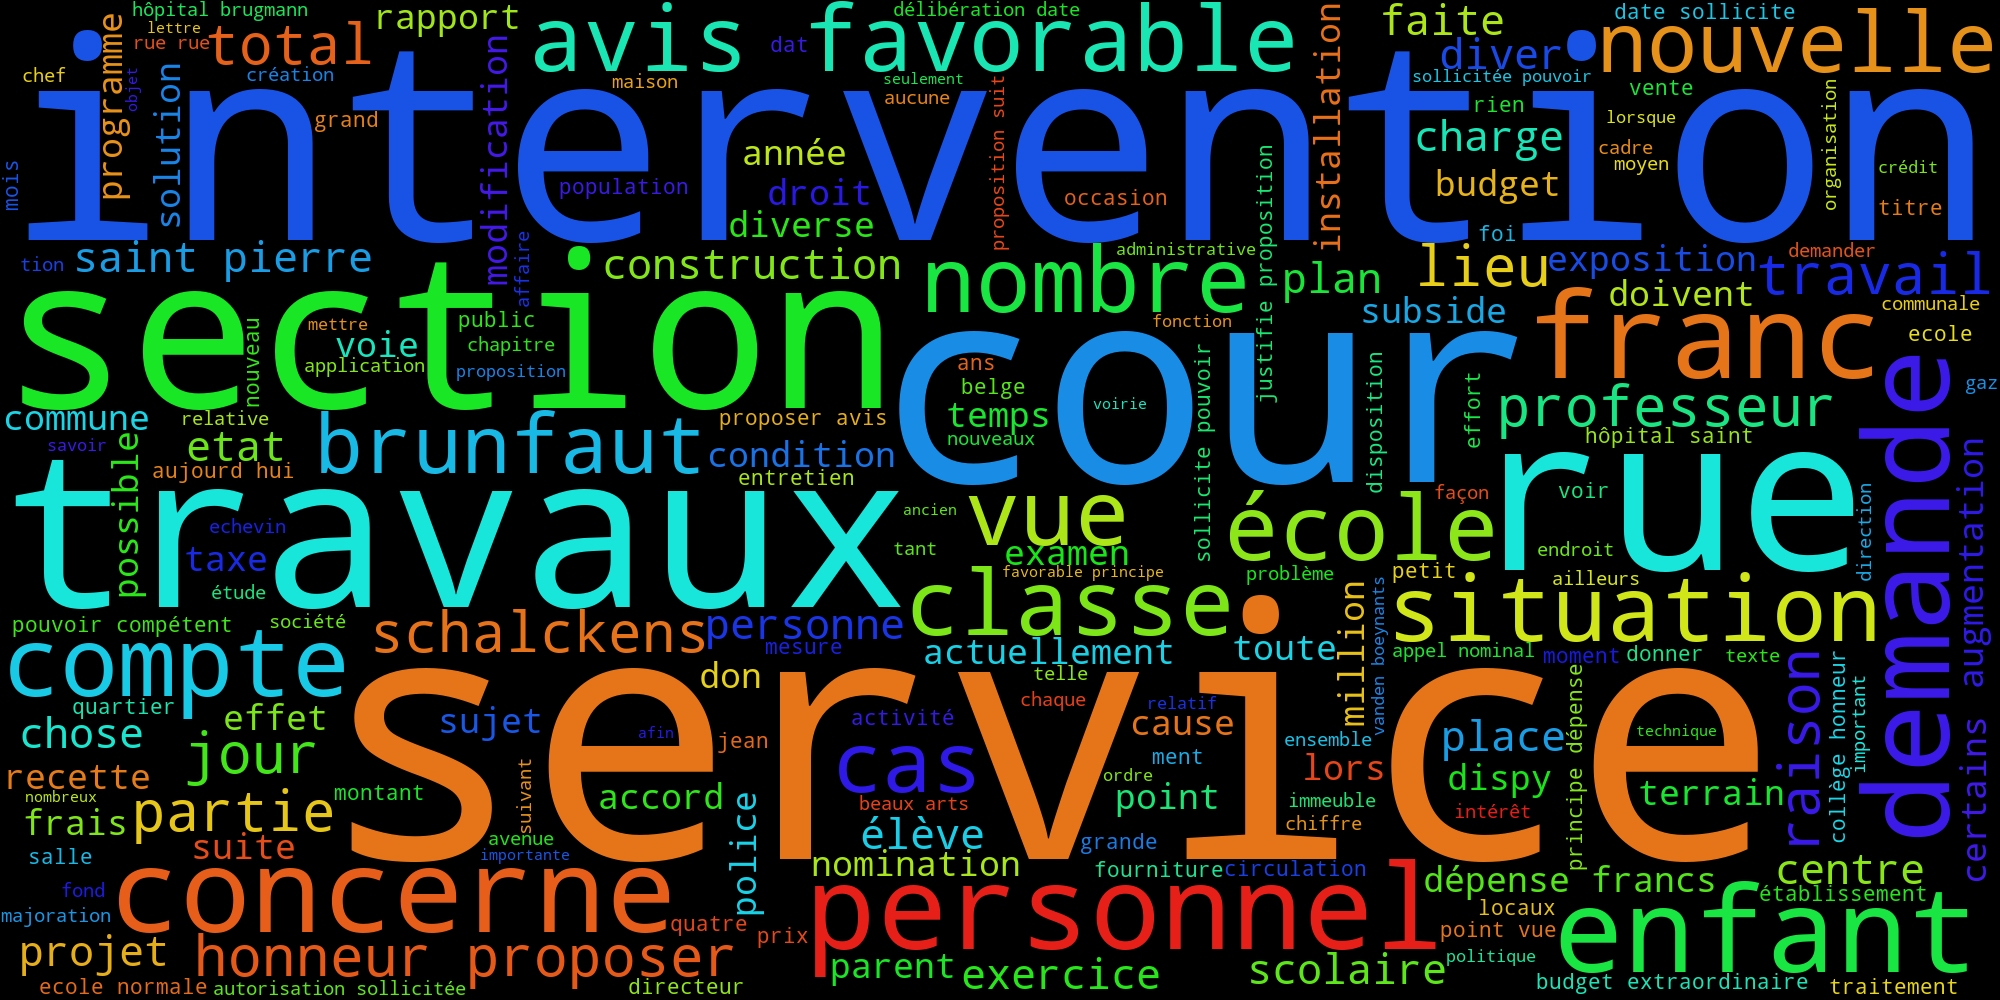 hôpital brugmann
lettre
rue rue
total
rapport
avis favorable
délibération date
dat
faite
date sollicite
diver
nouvelle
chef
programme
objet
création
solution
grand
modification
maison
seulement
aucune
proposition suit
installation
sollicitée pouvoir
rien
vente
lorsque
organisation
charge
cadre
moyen
crédit
budget
titre
intervention
mois
année
population
droit
diverse
occasion
justifie proposition
foi
tion
saint pierre
affaire
construction
nombre
administrative
plan
lieu
exposition
demander
travail
doivent
communale
section
nouveau
mettre
voie
public
chapitre
application
proposition
fonction
subside
franc
ecole
cour
ans
belge
voirie
temps
nouveaux
sollicite pouvoir
disposition
effort
professeur
gaz
demande
commune
relative
savoir
etat
brunfaut
proposer avis
condition
entretien
aujourd hui
possible
hôpital saint
travaux
echevin
taxe
étude
ancien
vue
tant
examen
école
façon
voir
rue
endroit
direction
augmentation
favorable principe
problème
petit
ailleurs
classe
million
vanden boeynants
situation
pouvoir compétent
société
schalckens
personne
mesure
actuellement
toute
appel nominal
moment
donner
texte
compte
quartier
don
telle
chaque
relatif
principe dépense
raison
collège honneur
important
certains
chose
effet
jour
sujet
afin
jean
activité
cause
ensemble
place
technique
service
cas
ment
ordre
lors
dispy
recette
nombreux
montant
suivant
accord
beaux arts
point
immeuble
chiffre
intérêt
terrain
frais
partie
police
élève
grande
salle
suite
avenue
importante
nomination
fourniture
circulation
dépense
francs
centre
établissement
fond
majoration
concerne
quatre
prix
personnel
locaux
point vue
enfant
projet
honneur
proposer
parent
exercice
scolaire
politique
ecole normale
autorisation sollicitée
directeur
budget extraordinaire
traitement